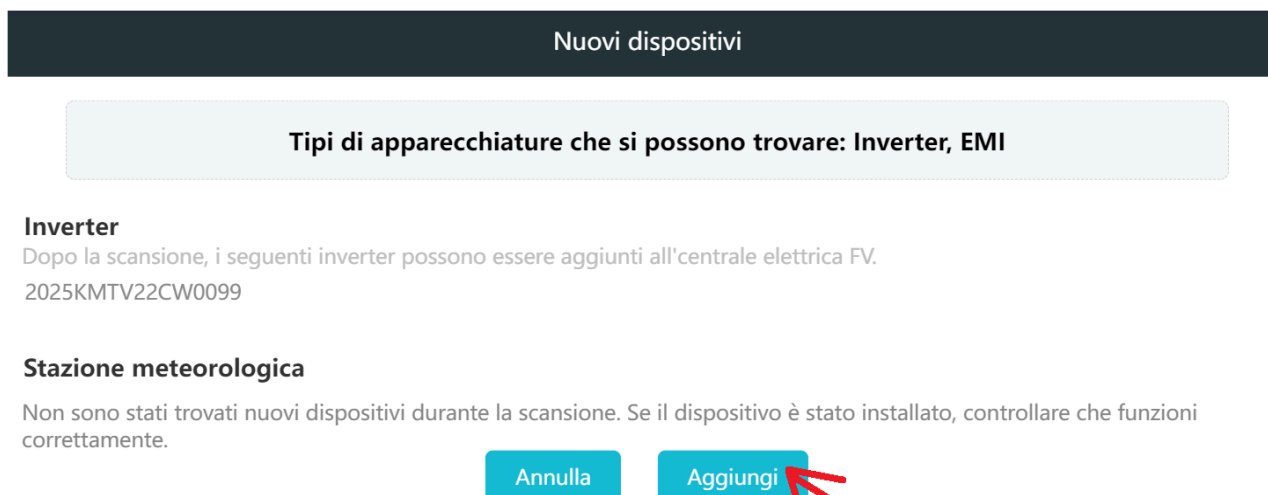 Nuovi dispositivi
Tipi di apparecchiature che si possono trovare: Inverter, EMI
Inverter
Dopo la scansione, i seguenti inverter possono essere aggiunti all'centrale elettrica FV.
2025KMTV22CW0099
Stazione meteorologica
Non sono stati trovati nuovi dispositivi durante la scansione. Se il dispositivo è stato installato, controllare che funzioni
correttamente.
Annulla Aggiungi